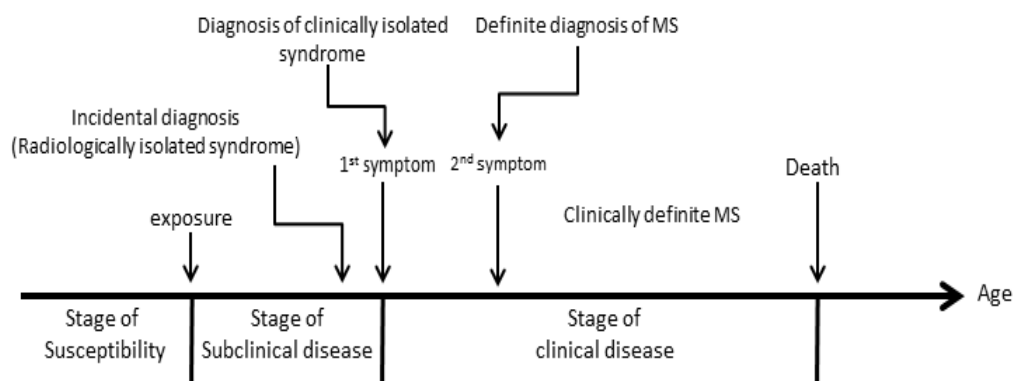 Diagnosis of clinically isolated
syndrome
Definite diagnosis of MS
Incidental diagnosis
(Radiologically isolated syndrome)
1st symptom
2nd symptom
Death
exposure
Clinically definite MS
Age
Stage of
Susceptibility
Stage of
Subclinical disease
Stage of
clinical disease